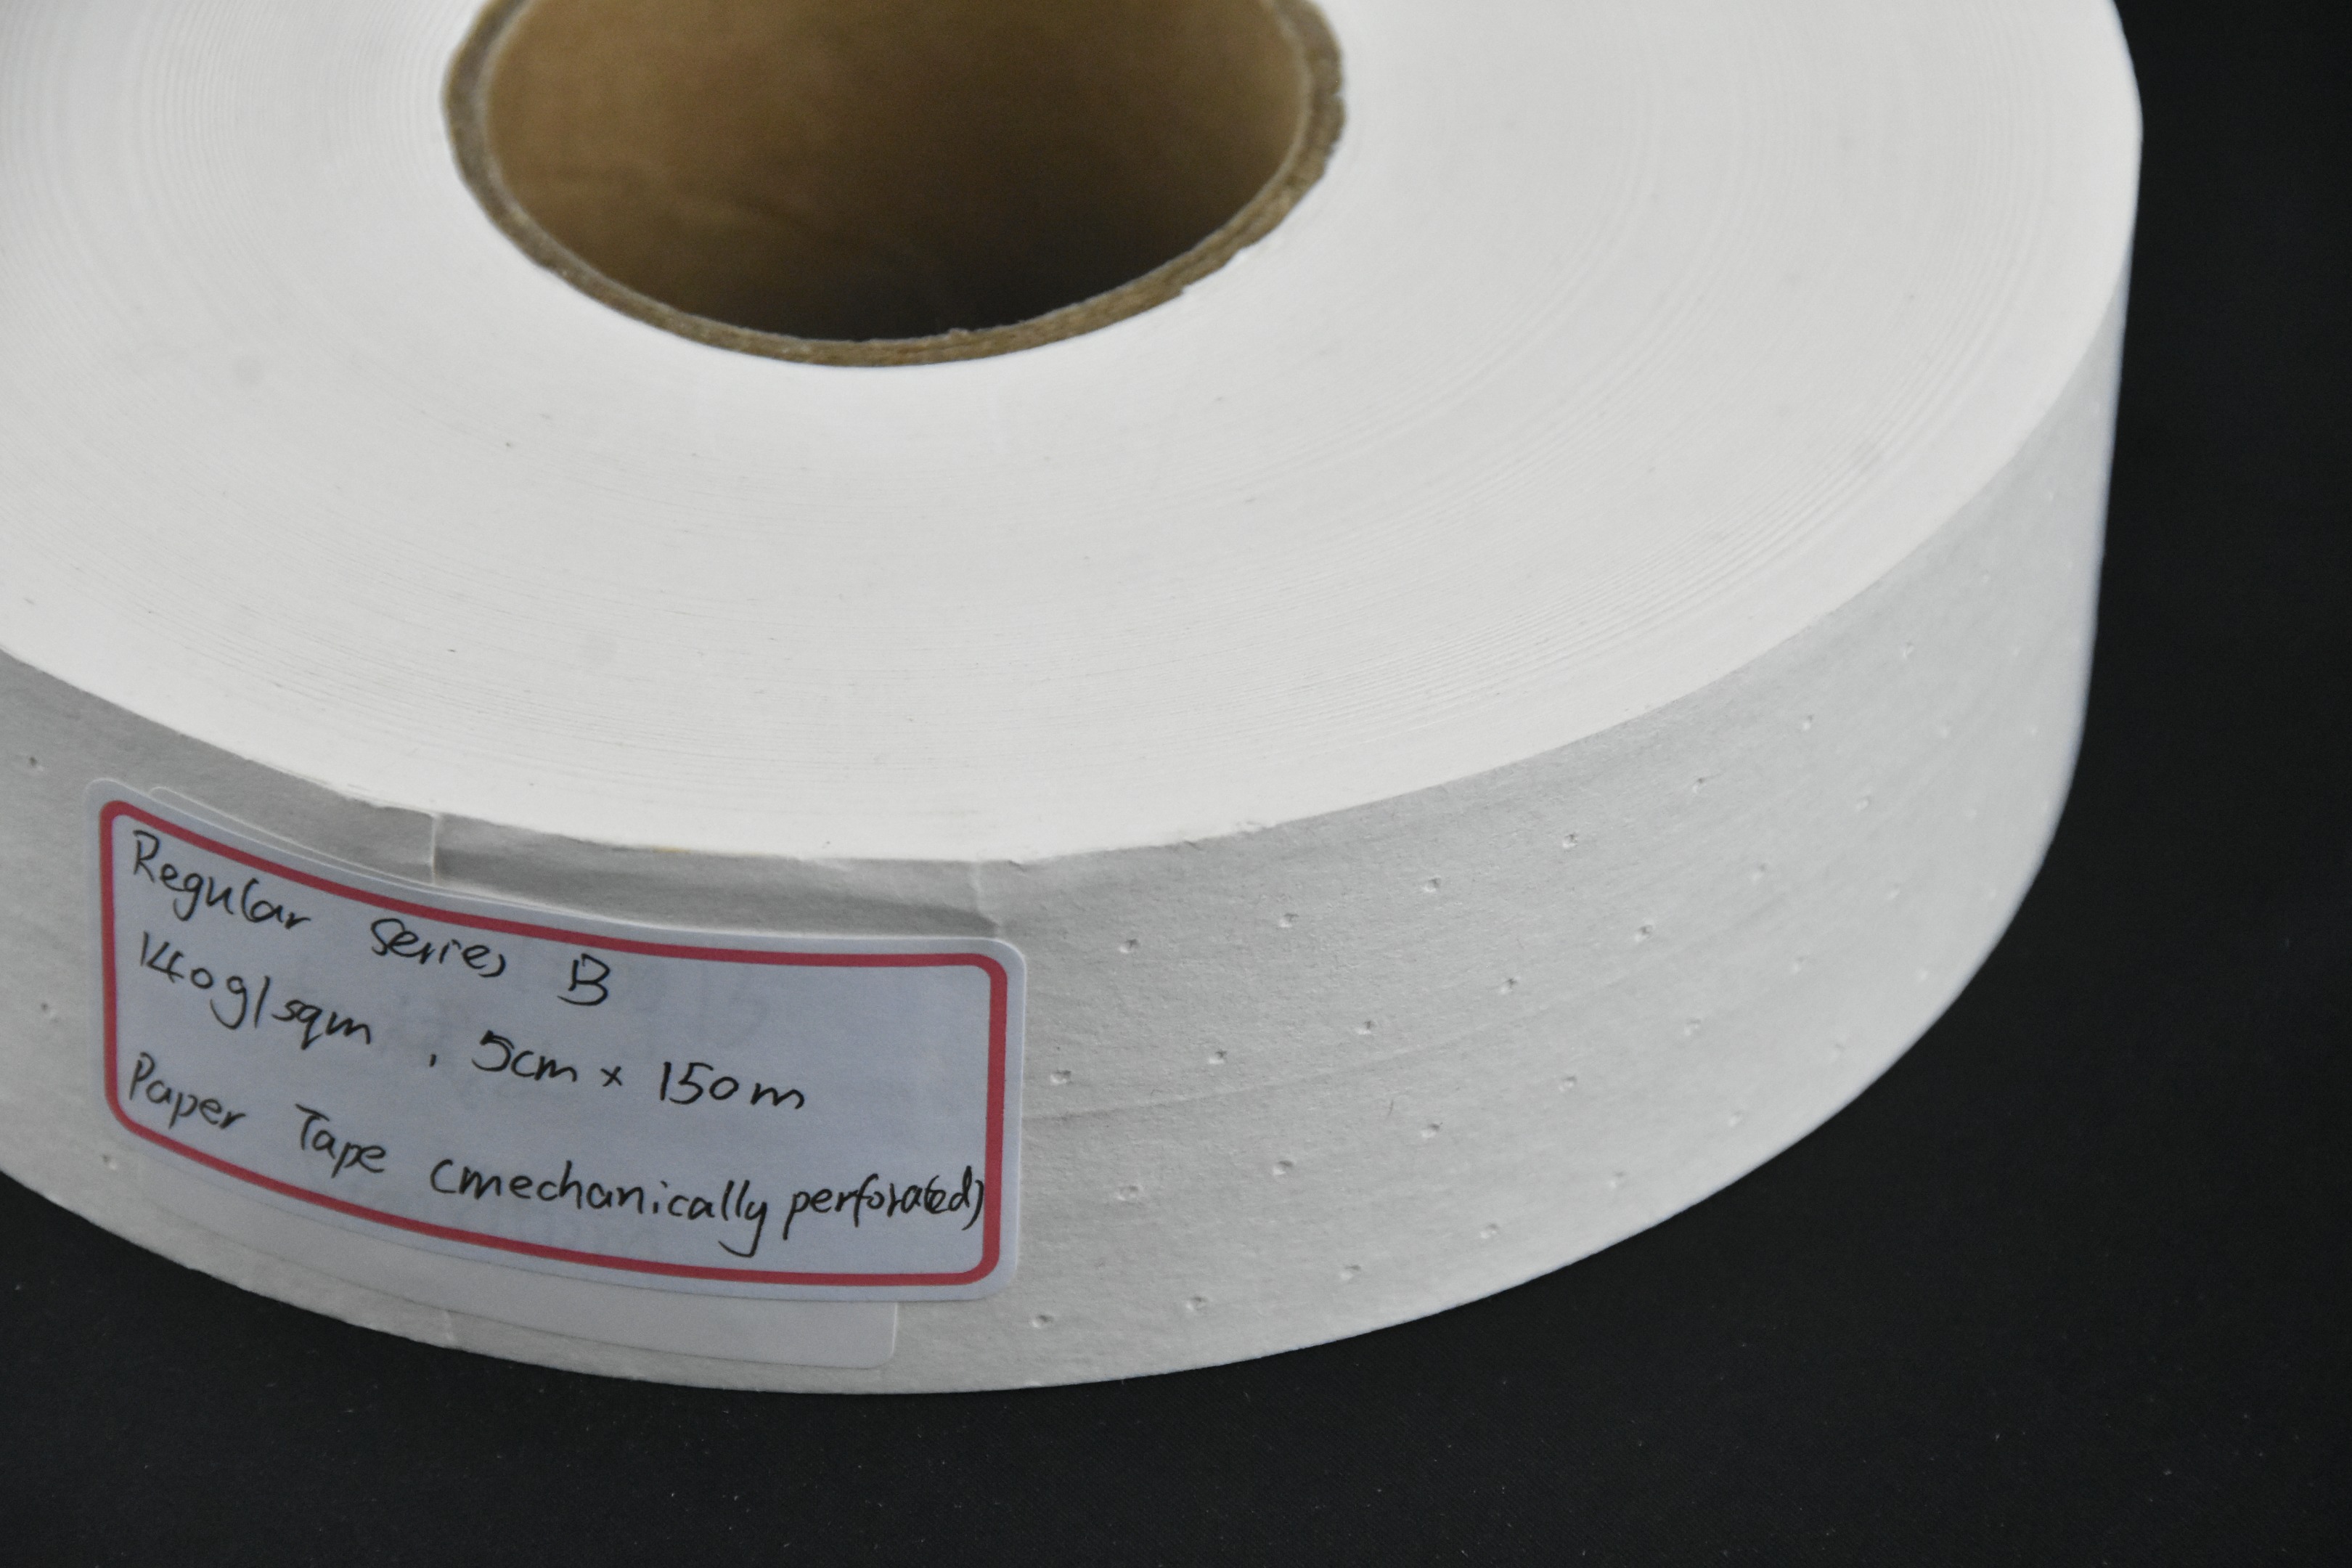 Regular Series B
140g/sqm , 5cm × 150m
Paper Tape (mechanically perforated)